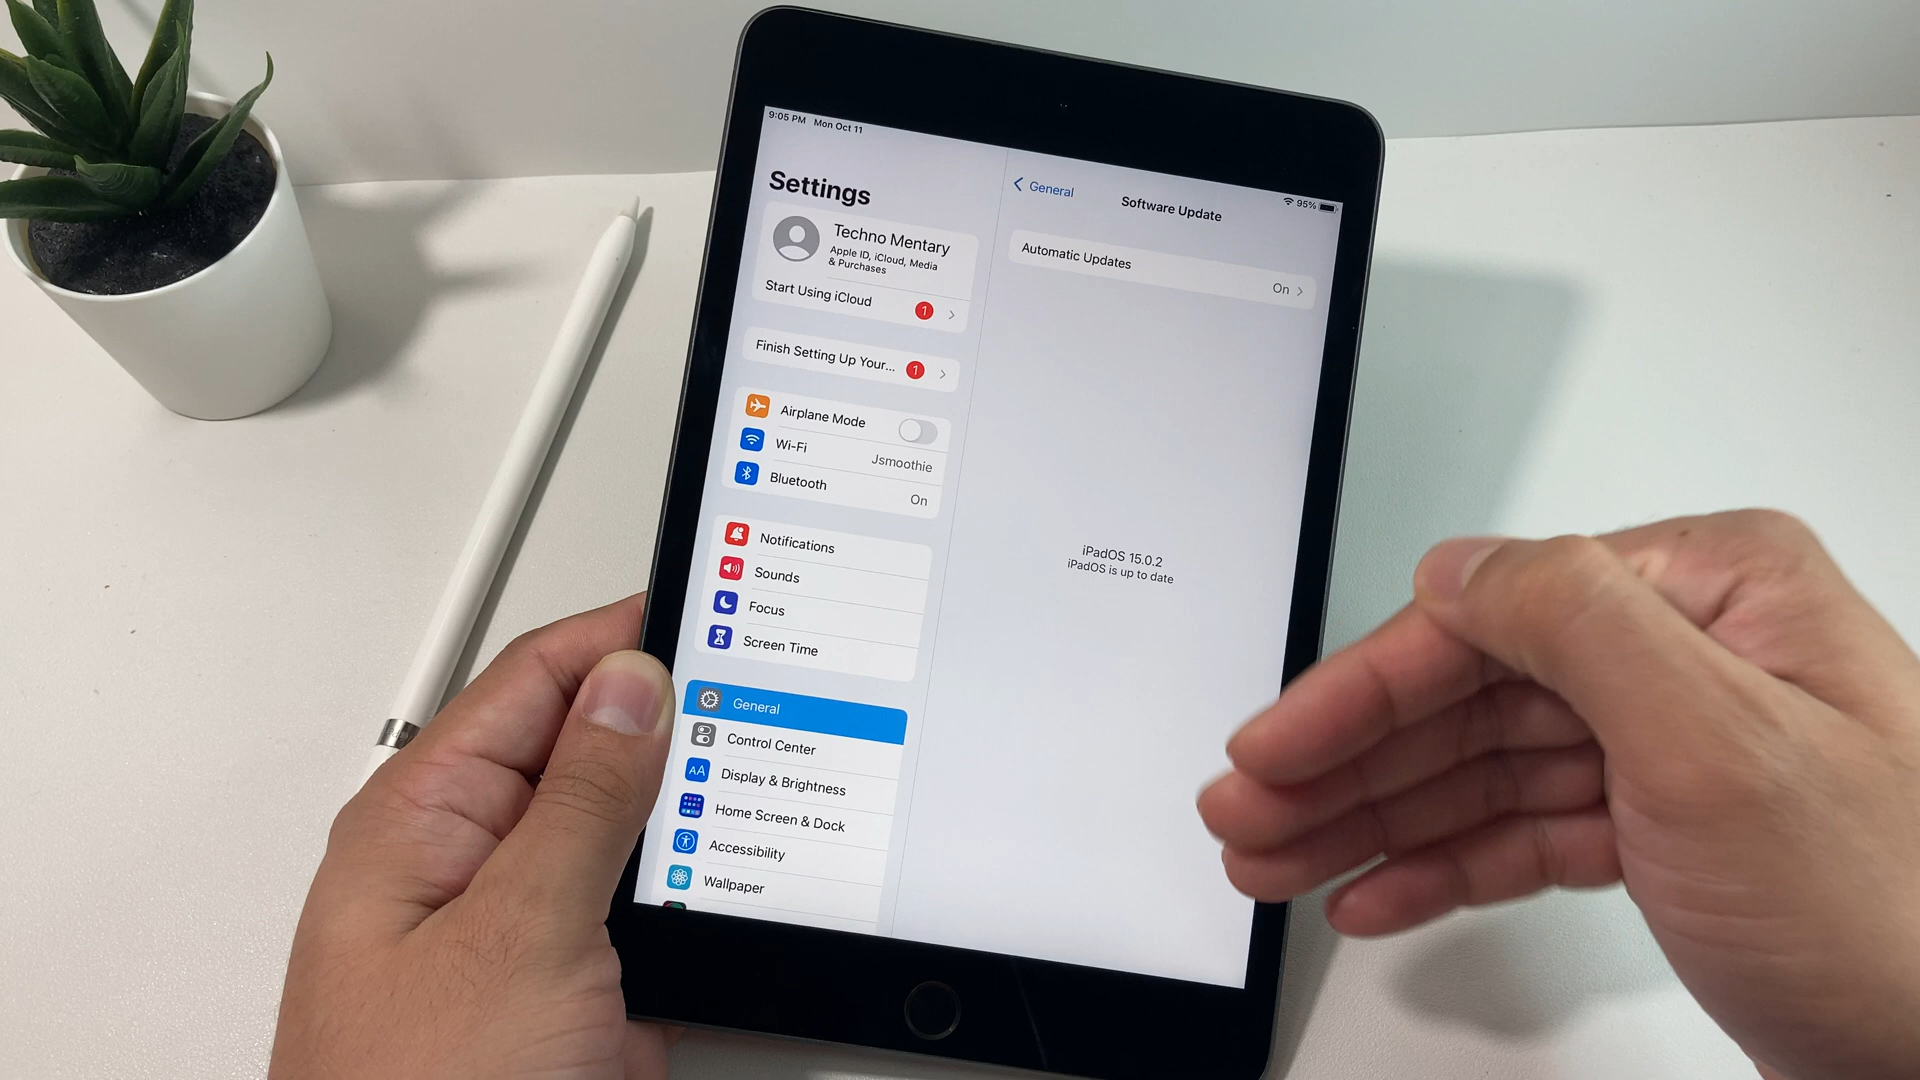 9:05 PM Mon Oct 11
95%
Settings
Techno Mentary
Apple ID, iCloud, Media
& Purchases
Start Using iCloud 1
Finish Setting Up Your... 1
Airplane Mode
Wi-Fi Jsmoothie
Bluetooth On
Notifications
Sounds
Focus
Screen Time
General
Control Center
AA Display & Brightness
Home Screen & Dock
Accessibility
Wallpaper
General
Software Update
Automatic Updates On
iPadOS 15.0.2
iPadOS is up to date